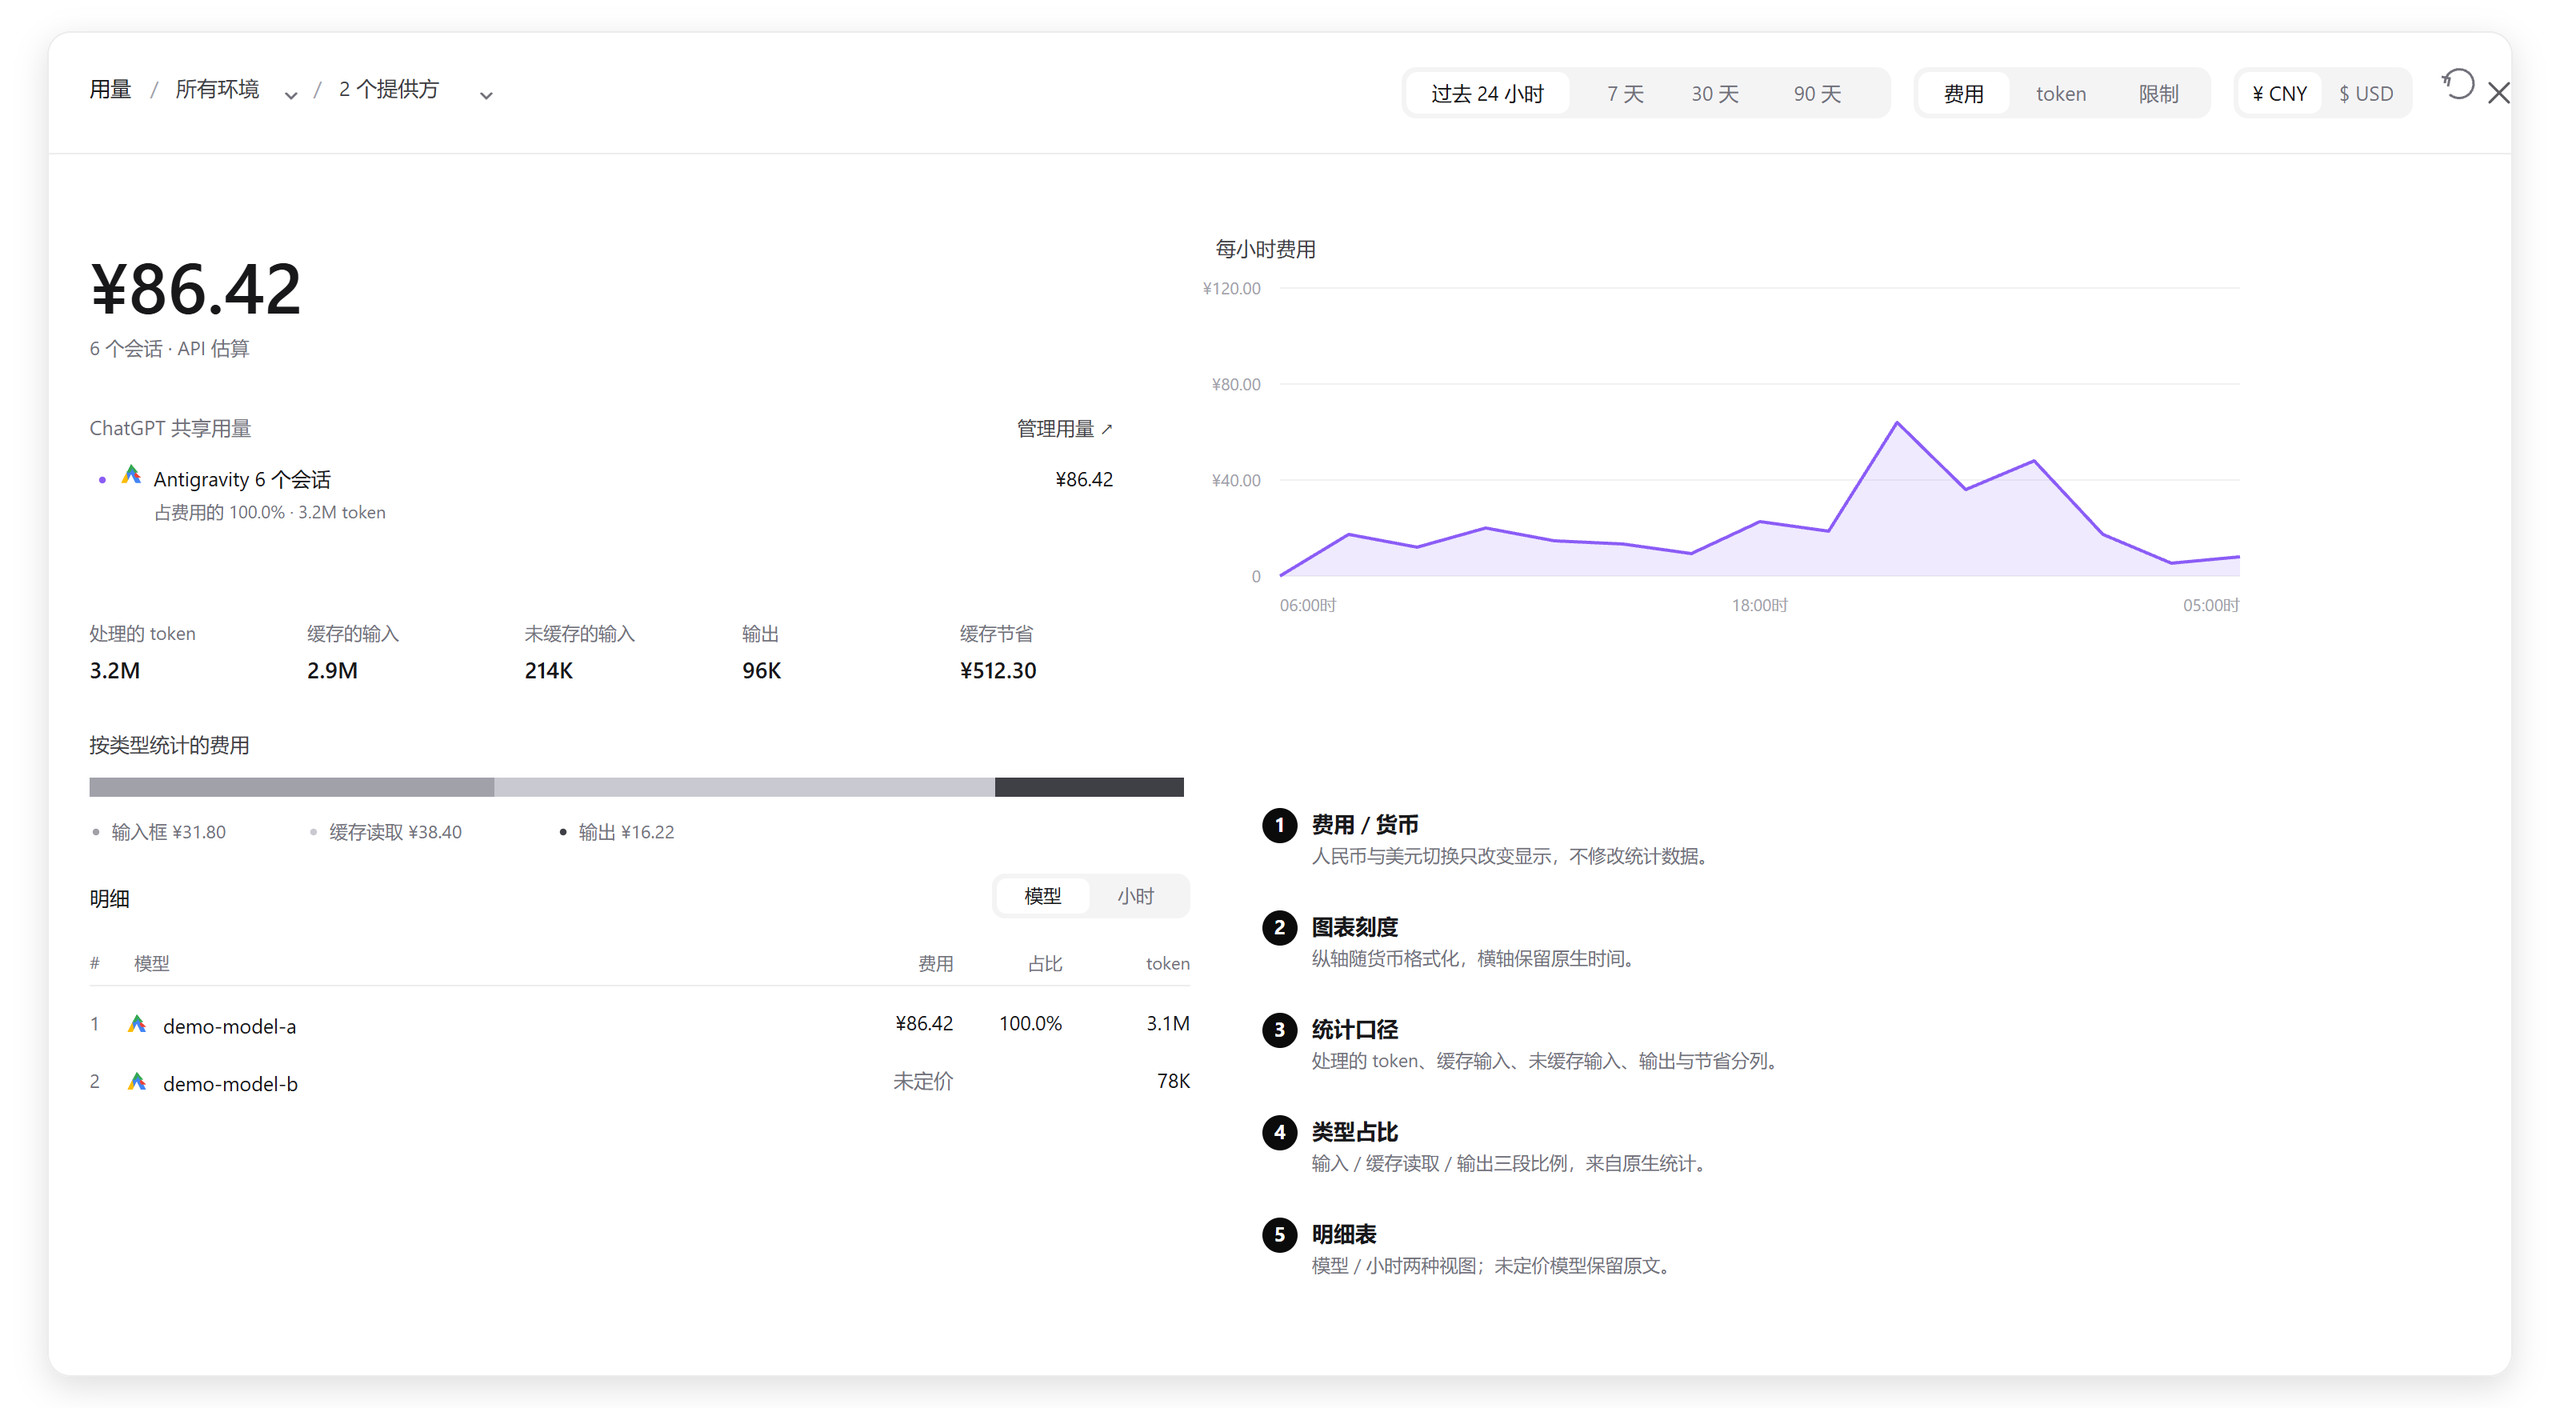 用量 / 所有环境 / 2 个提供方
过去 24 小时 7 天 30 天 90 天 费用 token 限制 ¥ CNY $ USD
¥86.42
6 个会话 · API 估算
ChatGPT 共享用量 管理用量 ↗
Antigravity 6 个会话 ¥86.42
占费用的 100.0% · 3.2M token
处理的 token 缓存的输入 未缓存的输入 输出 缓存节省
3.2M 2.9M 214K 96K ¥512.30
按类型统计的费用
输入框 ¥31.80 缓存读取 ¥38.40 输出 ¥16.22
明细 模型 小时
# 模型 费用 占比 token
1 demo-model-a ¥86.42 100.0% 3.1M
2 demo-model-b 未定价 78K
每小时费用
¥120.00
¥80.00
¥40.00
0
06:00时 18:00时 05:00时
1 费用 / 货币
人民币与美元切换只改变显示，不修改统计数据。
2 图表刻度
纵轴随货币格式化，横轴保留原生时间。
3 统计口径
处理的 token、缓存输入、未缓存输入、输出与节省分列。
4 类型占比
输入 / 缓存读取 / 输出三段比例，来自原生统计。
5 明细表
模型 / 小时两种视图；未定价模型保留原文。